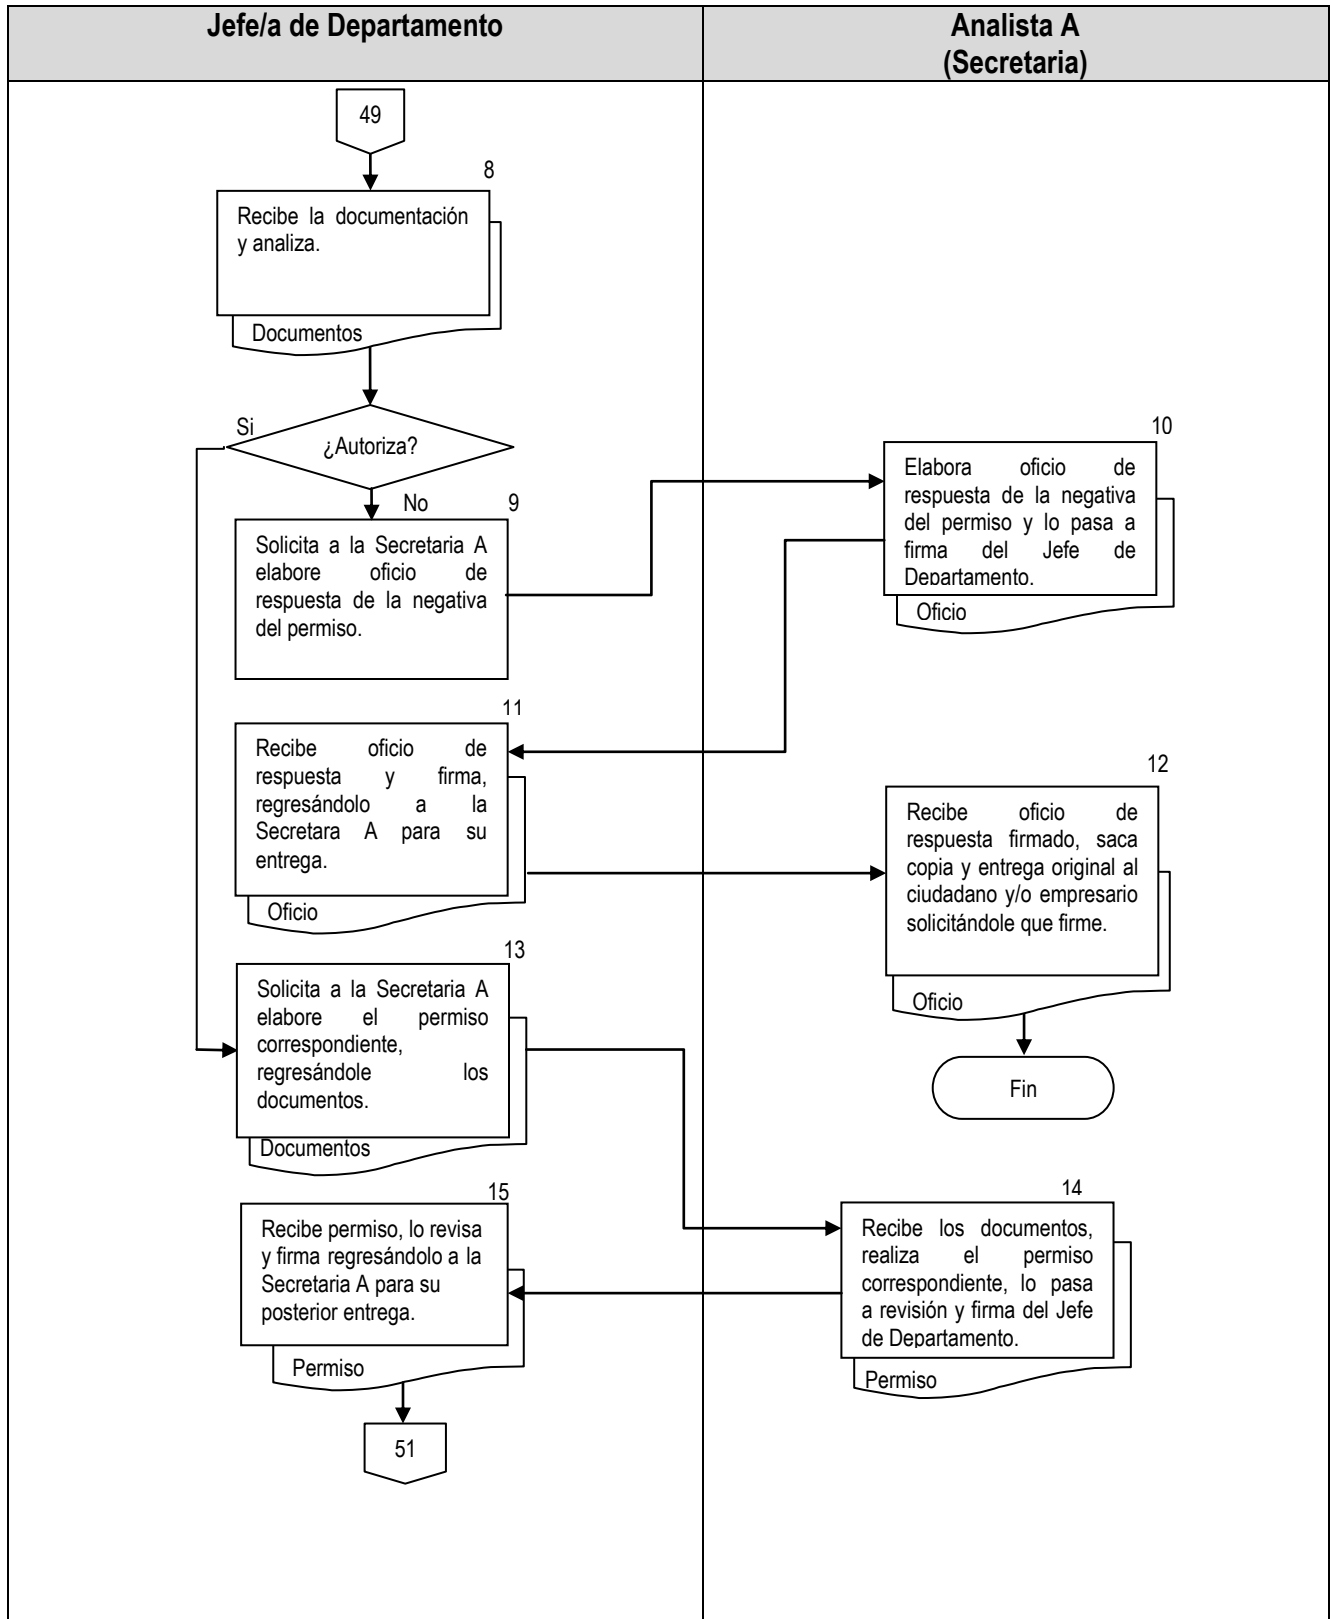 Jefe/a de Departamento
Analista A
(Secretaria)
49
8
Recibe la documentación
y analiza.
Documentos
Si
¿Autoriza?
No
9
Solicita a la Secretaria A
elabore oficio de
respuesta de la negativa
del permiso.
10
Elabora oficio de
respuesta de la negativa
del permiso y lo pasa a
firma del Jefe de
Departamento.
Oficio
11
Recibe oficio de
respuesta y firma,
regresándolo a la
Secretara A para su
entrega.
Oficio
12
Recibe oficio de
respuesta firmado, saca
copia y entrega original al
ciudadano y/o empresario
solicitándole que firme.
Oficio
Fin
13
Solicita a la Secretaria A
elabore el permiso
correspondiente,
regresándole los
documentos.
Documentos
14
Recibe los documentos,
realiza el permiso
correspondiente, lo pasa
a revisión y firma del Jefe
de Departamento.
Permiso
15
Recibe permiso, lo revisa
y firma regresándolo a la
Secretaria A para su
posterior entrega.
Permiso
51